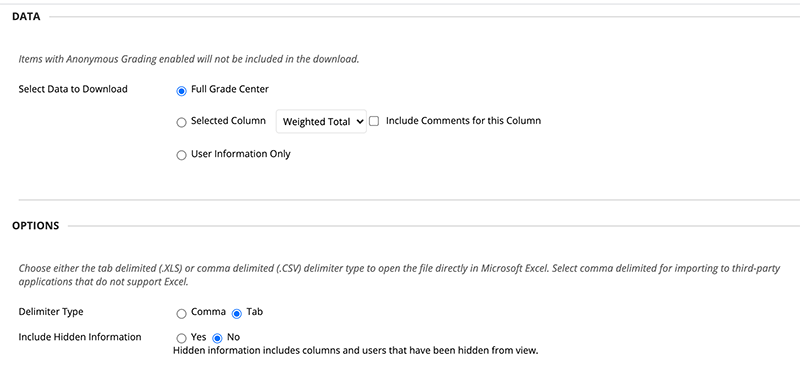 DATA
Items with Anonymous Grading enabled will not be included in the download.
Select Data to Download Full Grade Center
Selected Column Weighted Total Include Comments for this Column
User Information Only
OPTIONS
Choose either the tab delimited (.XLS) or comma delimited (.CSV) delimiter type to open the file directly in Microsoft Excel. Select comma delimited for importing to third-party
applications that do not support Excel.
Delimiter Type Comma Tab
Include Hidden Information Yes No
Hidden information includes columns and users that have been hidden from view.